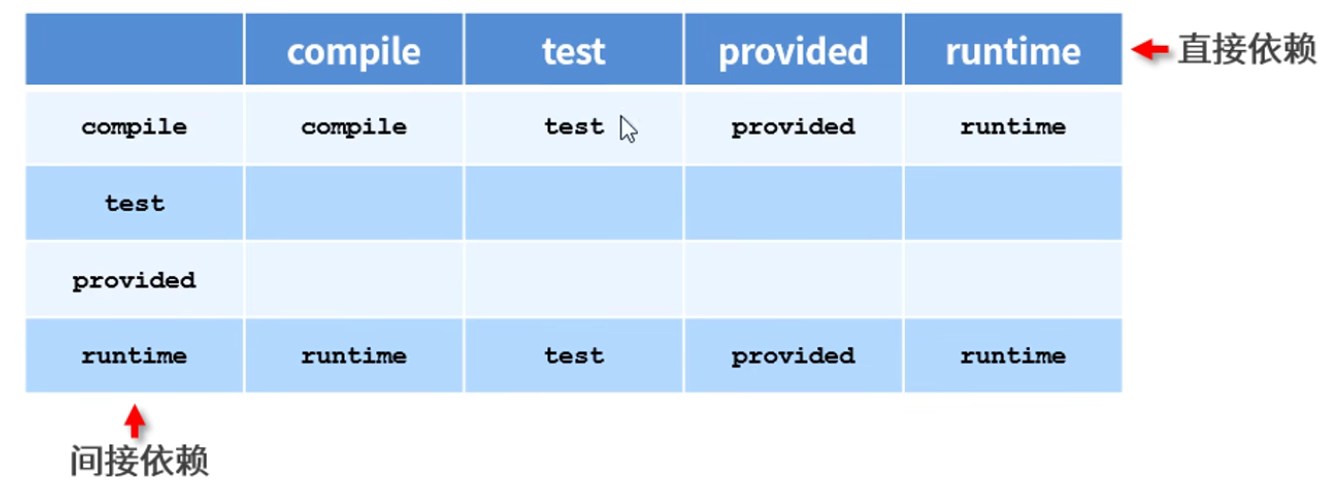 compile test provided runtime 直接依赖
compile compile test provided runtime
test
provided
runtime runtime test provided runtime
间接依赖